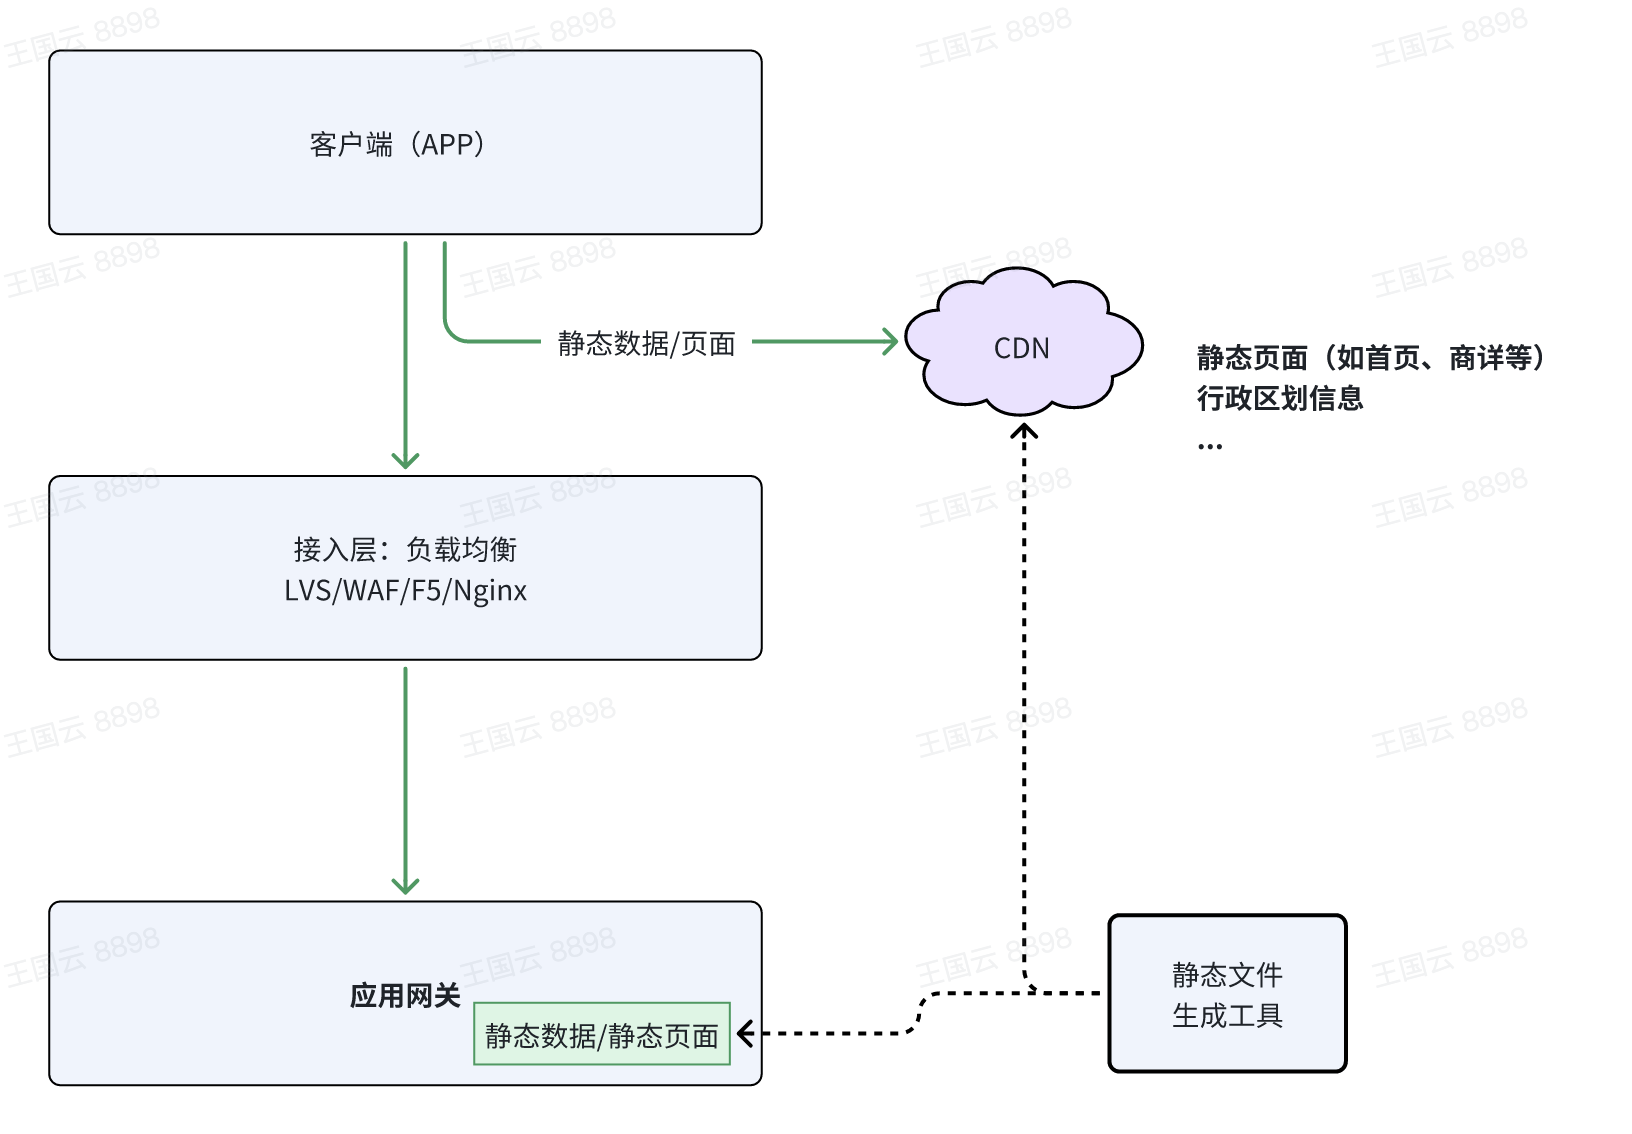 客户端（APP）
静态数据/页面
CDN
静态页面（如首页、商详等）
行政区划信息
...
接入层：负载均衡
LVS/WAF/F5/Nginx
应用网关
静态数据/静态页面
静态文件
生成工具
王国云 8898